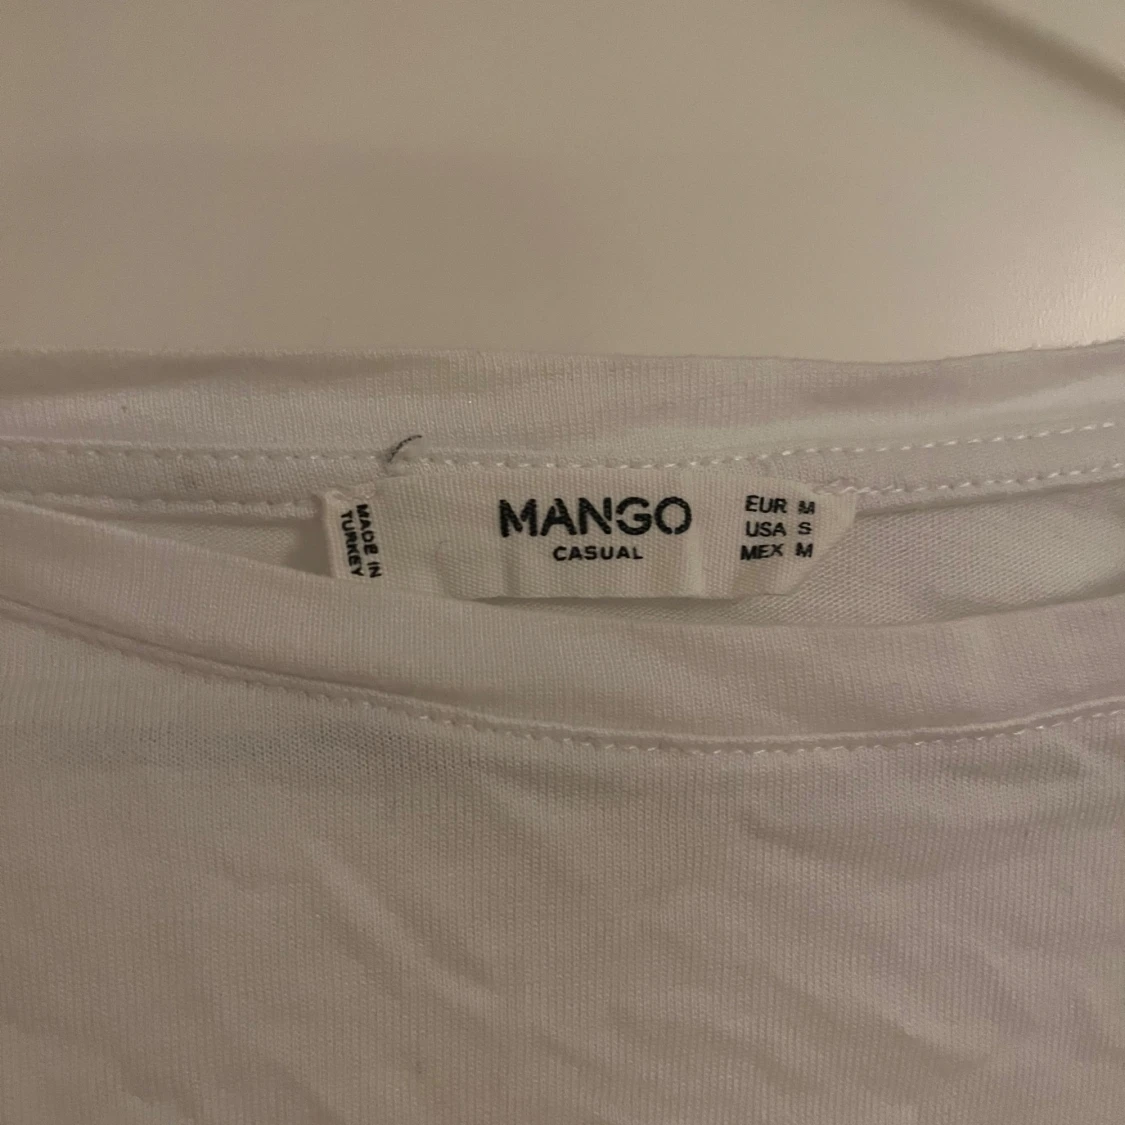 MADE IN
TURKEY
MANGO
CASUAL
EUR M
USA S
MEX M